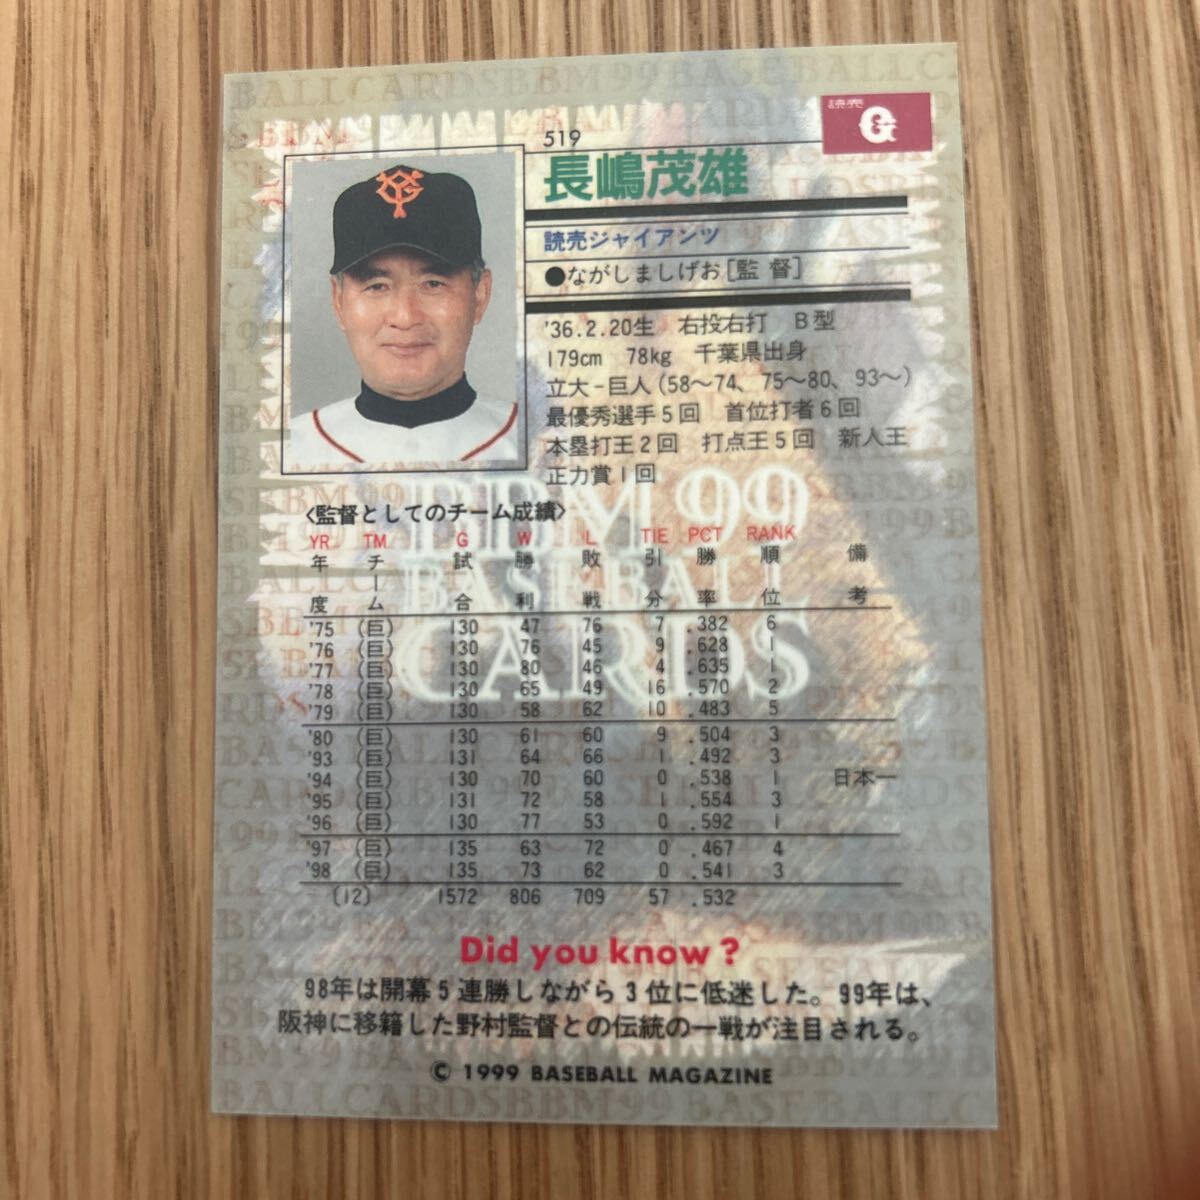 読売
G
519
長嶋茂雄
読売ジャイアンツ
●ながしましげお[監督]
'36.2.20生 右投右打 B型
179cm 78kg 千葉県出身
立大-巨人(58〜74、75〜80、93〜)
最優秀選手5回 首位打者6回
本塁打王2回 打点王5回 新人王
正力賞1回
〈監督としてのチーム成績〉
YR TM G W L TIE PCT RANK
年度 チーム 試合 勝利 敗戦 引分 勝率 順位 備考
'75 (巨) 130 47 76 7 .382 6
'76 (巨) 130 76 45 9 .628 1
'77 (巨) 130 80 46 4 .635 1
'78 (巨) 130 65 49 16 .570 2
'79 (巨) 130 58 62 10 .483 5
'80 (巨) 130 61 60 9 .504 3
'93 (巨) 131 64 66 1 .492 3
'94 (巨) 130 70 60 0 .538 1 日本一
'95 (巨) 131 72 58 1 .554 3
'96 (巨) 130 77 53 0 .592 1
'97 (巨) 135 63 72 0 .467 4
'98 (巨) 135 73 62 0 .541 3
(12) 1572 806 709 57 .532
BBM 99
BASEBALL
CARDS
Did you know?
98年は開幕5連勝しながら3位に低迷した。99年は、
阪神に移籍した野村監督との伝統の一戦が注目される。
© 1999 BASEBALL MAGAZINE